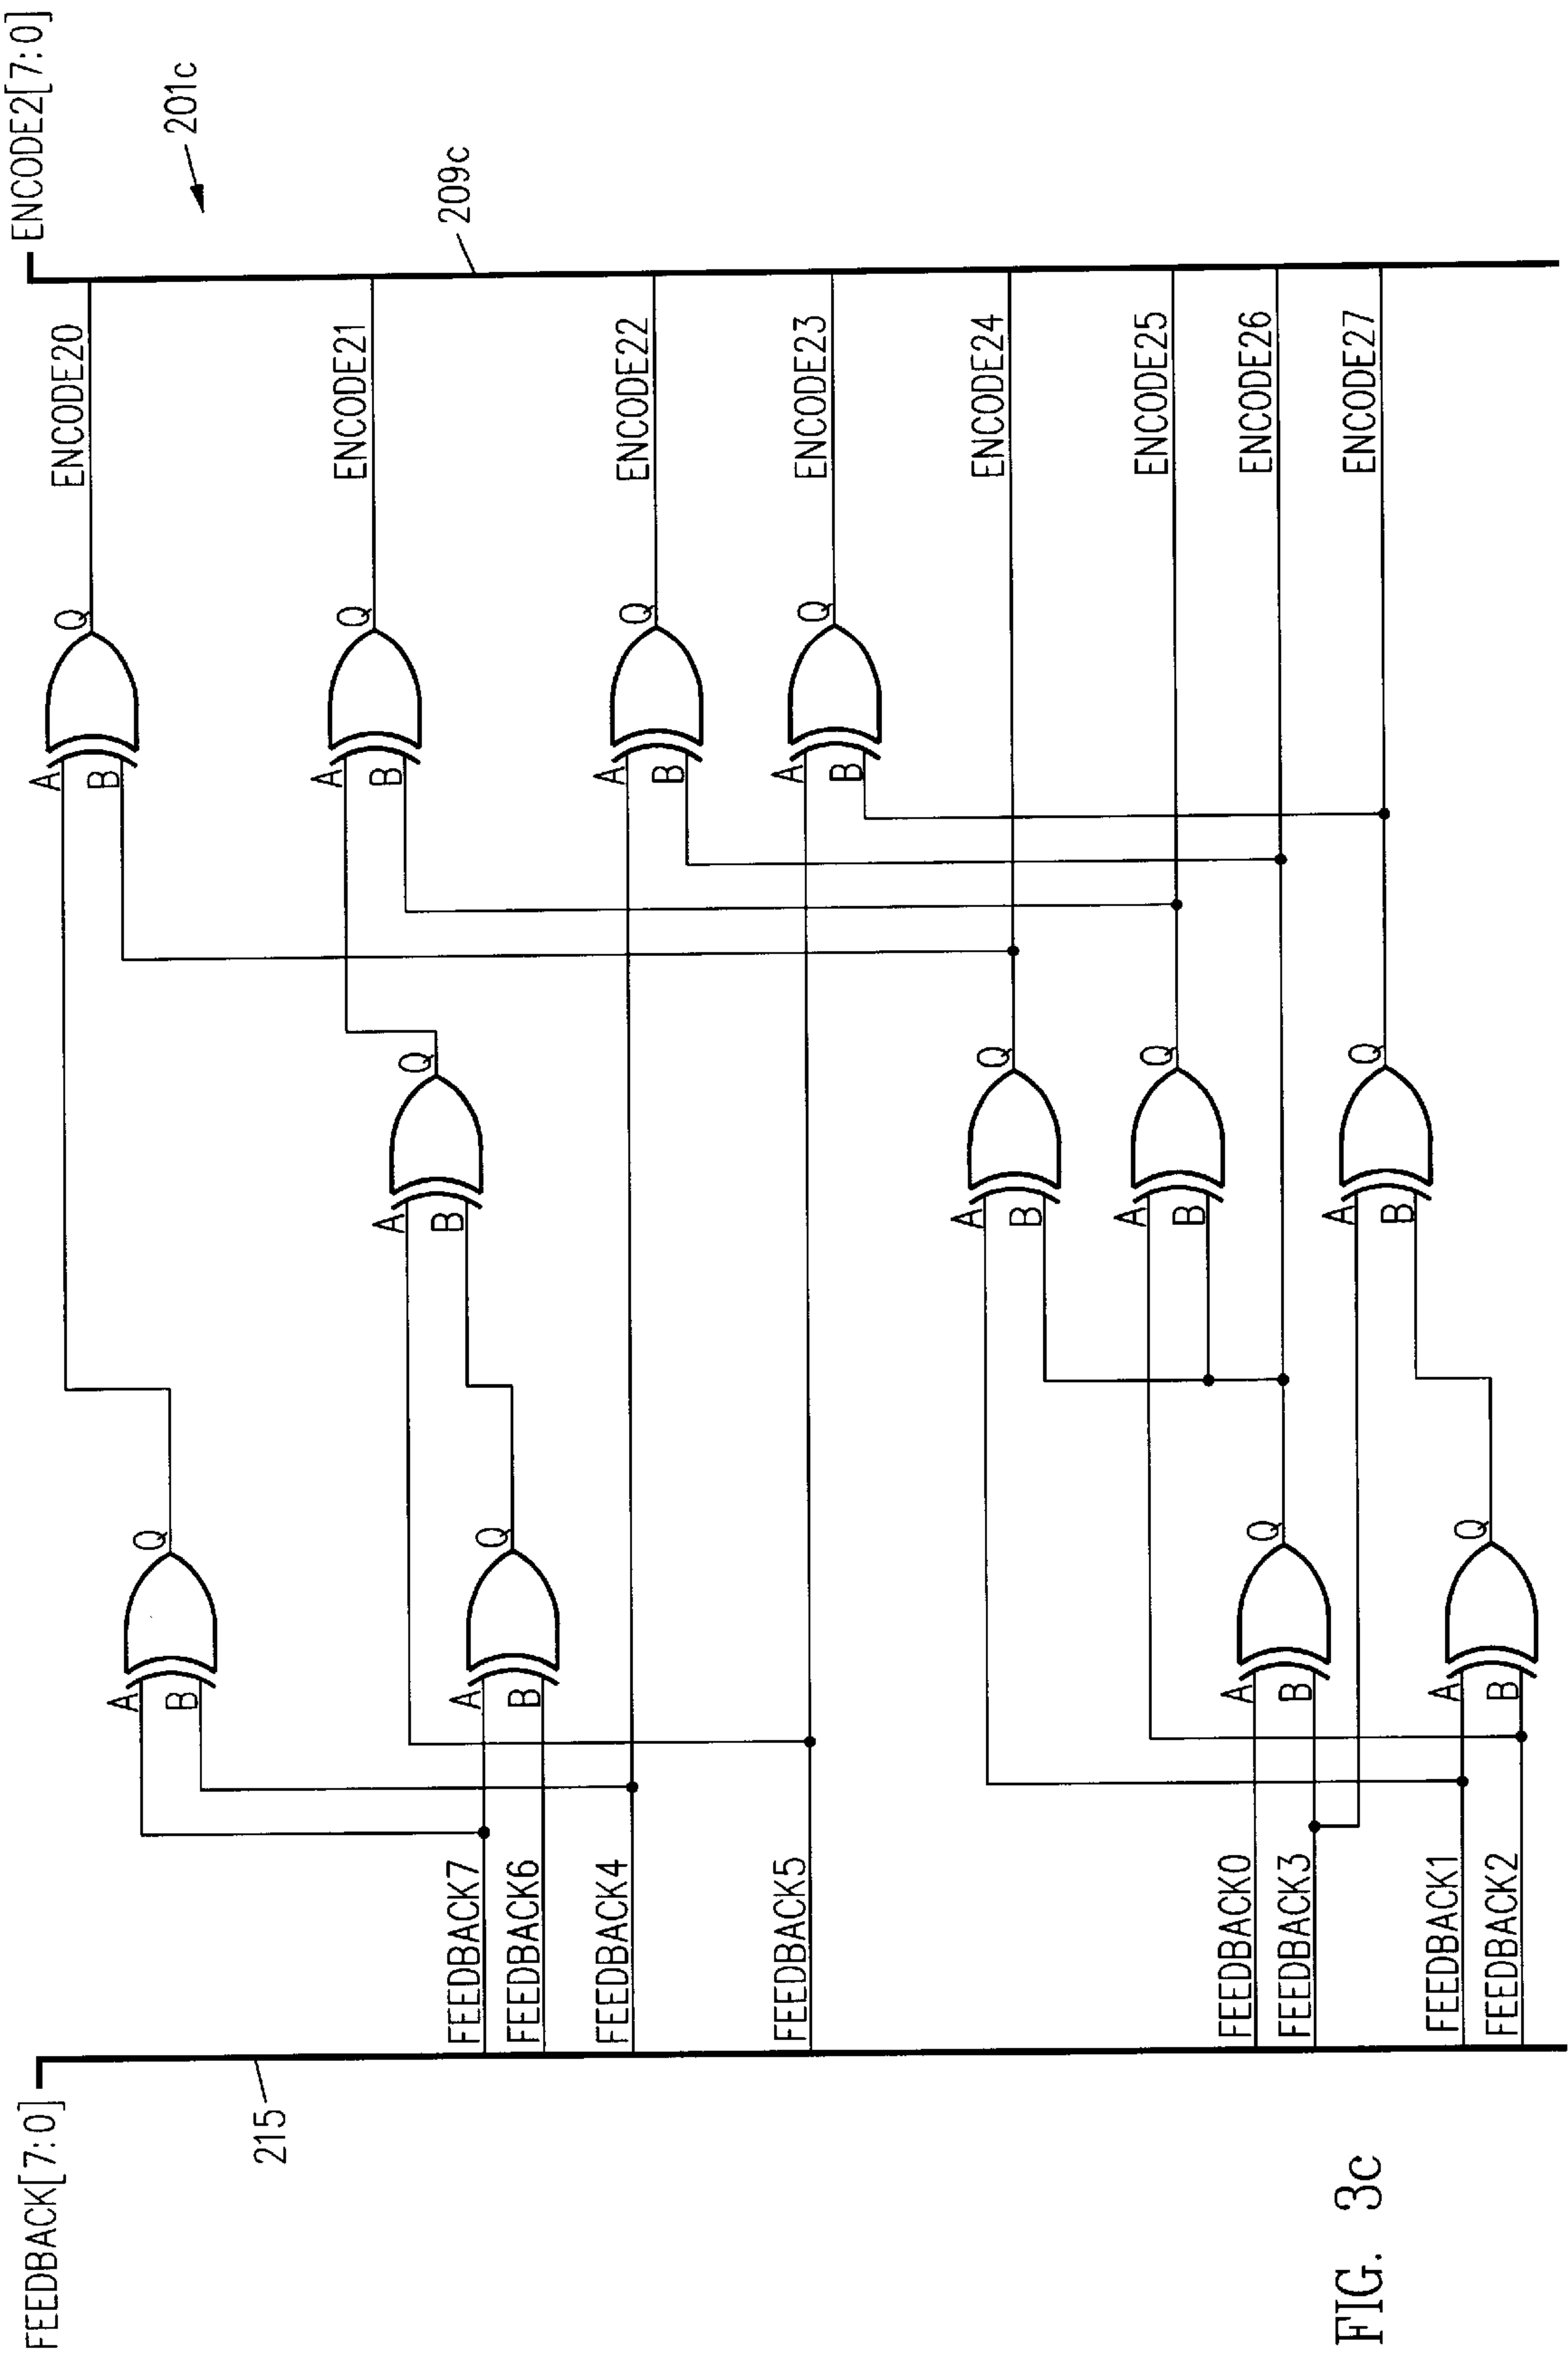 FEEDBACK[7:0]
ENCODE2[7:0]
201c
209c
215
A
B
Q
ENCODE20
A
B
Q
A
B
Q
A
B
Q
ENCODE21
FEEDBACK7
FEEDBACK6
A
B
Q
FEEDBACK4
A
B
Q
ENCODE22
FEEDBACK5
A
B
Q
ENCODE23
A
B
Q
ENCODE24
A
B
Q
ENCODE25
FEEDBACK0
FEEDBACK3
A
B
Q
ENCODE26
A
B
Q
ENCODE27
FEEDBACK1
FEEDBACK2
A
B
Q
FIG. 3c